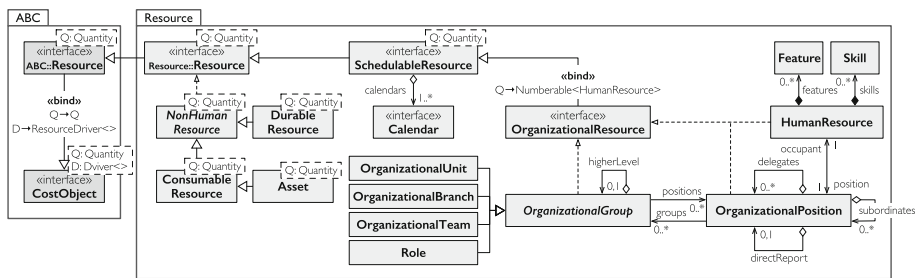 ABC
Resource
Q: Quantity
«interface»
ABC::Resource
Q: Quantity
«interface»
Resource::Resource
Q: Quantity
«interface»
SchedulableResource
Feature
Skill
«bind»
Q→Q
D→ResourceDriver<>
calendars
1..*
«bind»
Q→Numberable<HumanResource>
0..*
features
0..*
skills
Q: Quantity
NonHuman
Resource
Q: Quantity
Durable
Resource
«interface»
Calendar
«interface»
OrganizationalResource
HumanResource
Q: Quantity
D: Dviver<>
«interface»
CostObject
Q: Quantity
Consumable
Resource
Q: Quantity
Asset
OrganizationalUnit
OrganizationalBranch
OrganizationalTeam
Role
higherLevel
0,1
occupant
1
delegates
0..*
1
position
OrganizationalGroup
positions
0..*
groups
0..*
OrganizationalPosition
subordinates
0..*
0,1
directReport